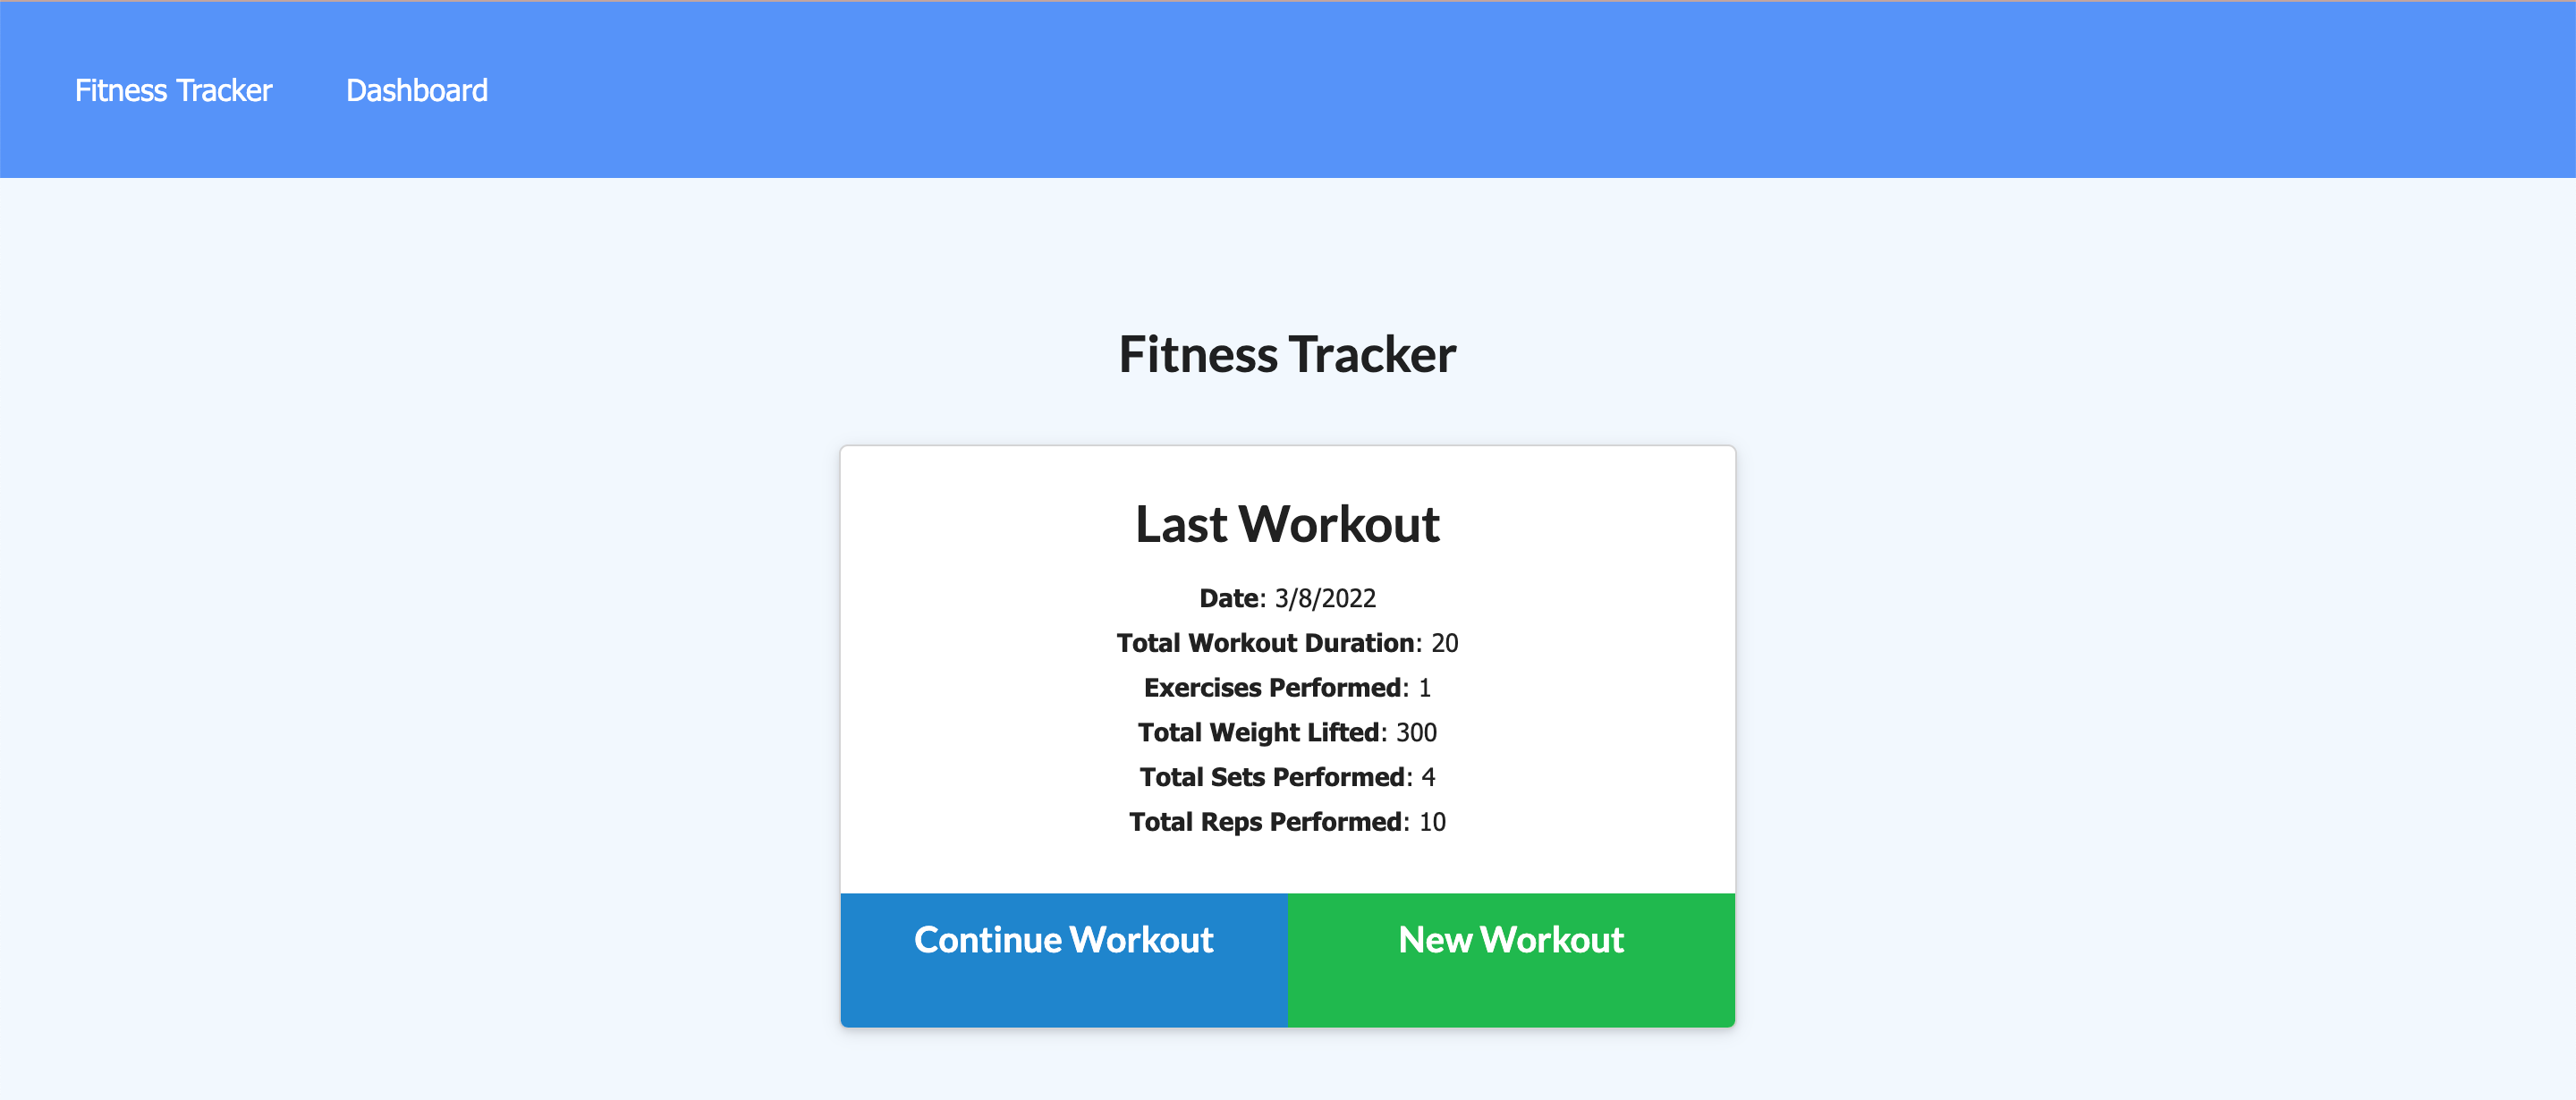 Fitness Tracker Dashboard
Fitness Tracker
Last Workout
Date: 3/8/2022
Total Workout Duration: 20
Exercises Performed: 1
Total Weight Lifted: 300
Total Sets Performed: 4
Total Reps Performed: 10
Continue Workout New Workout